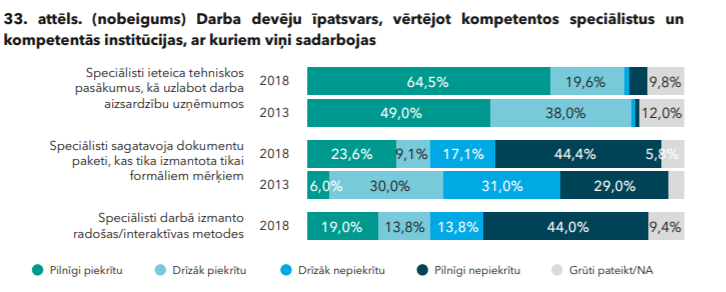 33. attēls. (nobeigums) Darba devēju īpatsvars, vērtējot kompetentos speciālistus un
kompetentās institūcijas, ar kuriem viņi sadarbojas
Speciālisti ieteica tehniskos
pasākumus, kā uzlabot darba
aizsardzību uzņēmumos
2018
64,5%
19,6%
9,8%
2013
49,0%
38,0%
12,0%
Speciālisti sagatavoja dokumentu
paketi, kas tika izmantota tikai
formāliem mērķiem
2018
23,6%
9,1%
17,1%
44,4%
5,8%
2013
6,0%
30,0%
31,0%
29,0%
Speciālisti darbā izmanto
radošas/interaktīvas metodes
2018
19,0%
13,8%
13,8%
44,0%
9,4%
Pilnīgi piekrītu
Drīzāk piekrītu
Drīzāk nepiekrītu
Pilnīgi nepiekrītu
Grūti pateikt/NA